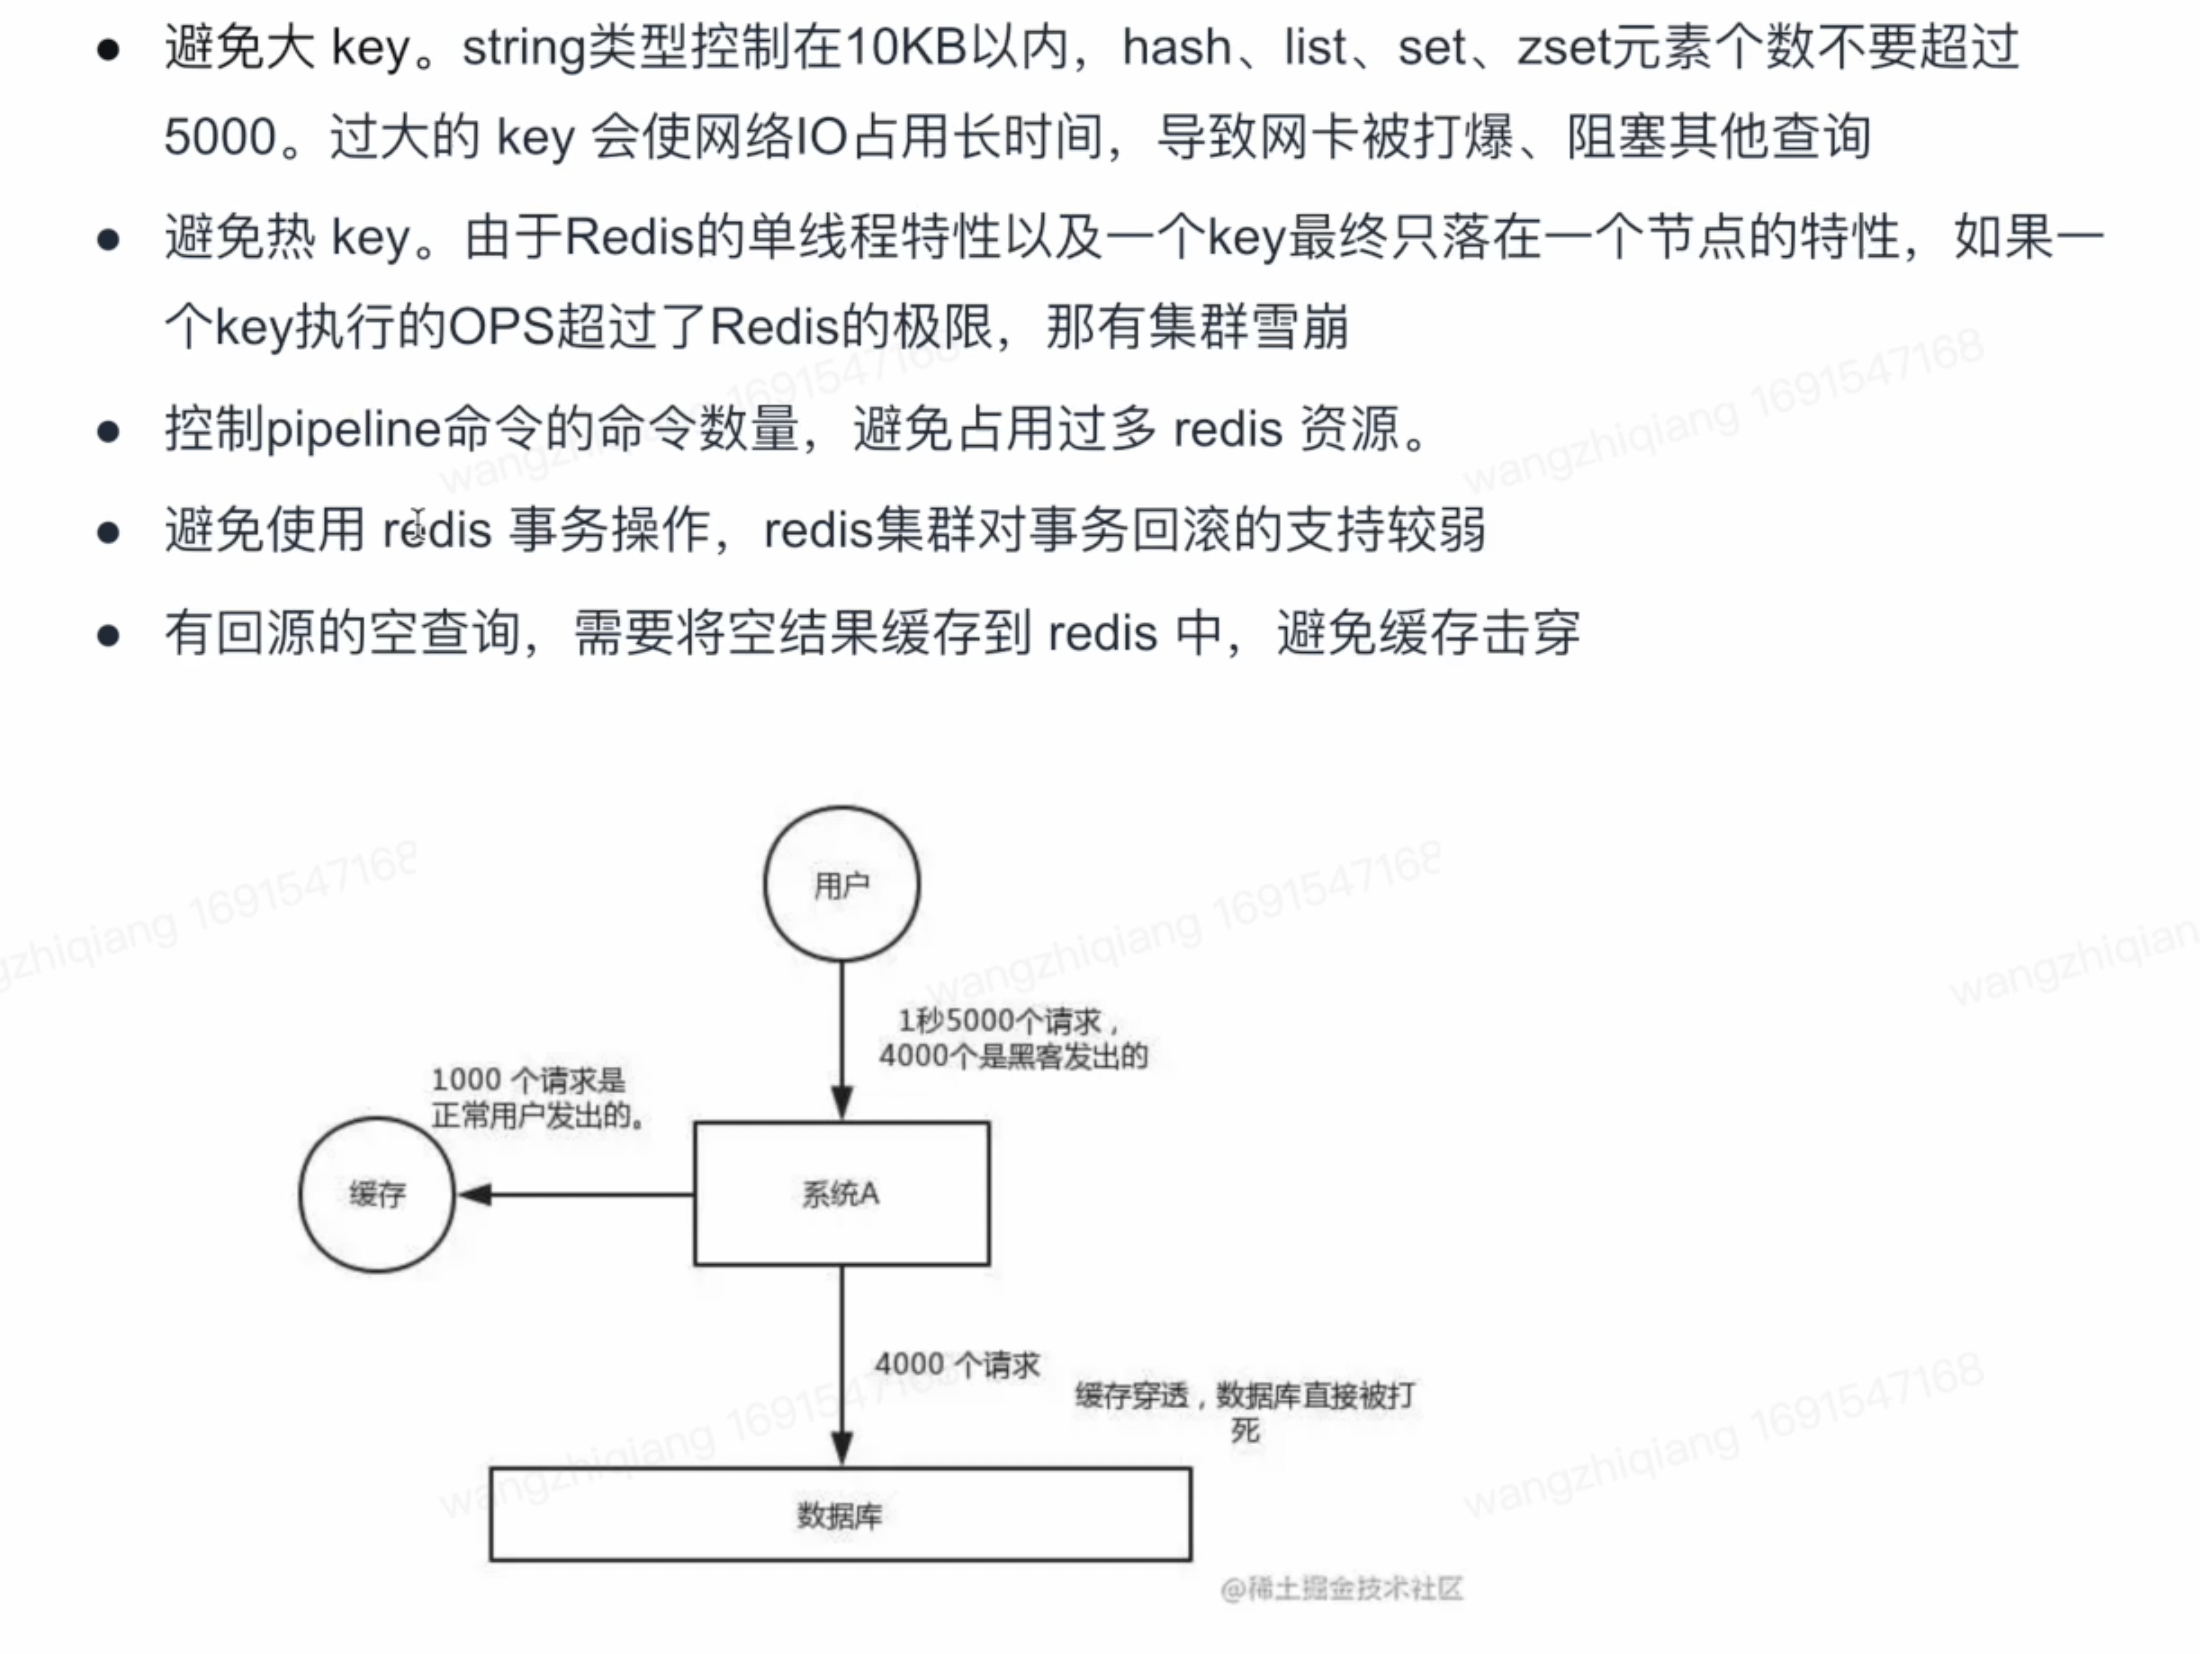 避免大 key。string类型控制在10KB以内，hash、list、set、zset元素个数不要超过
5000。过大的 key 会使网络IO占用长时间，导致网卡被打爆、阻塞其他查询
避免热 key。由于Redis的单线程特性以及一个key最终只落在一个节点的特性，如果一
个key执行的OPS超过了Redis的极限，那有集群雪崩
控制pipeline命令的命令数量，避免占用过多 redis 资源。
避免使用 redis 事务操作，redis集群对事务回滚的支持较弱
有回源的空查询，需要将空结果缓存到 redis 中，避免缓存击穿
用户
1秒5000个请求，
4000个是黑客发出的
1000 个请求是
正常用户发出的。
缓存
系统A
4000 个请求
缓存穿透，数据库直接被打
死
数据库
@稀土掘金技术社区
wangzhiqiang 1691547168
wangzhiqiang 1691547168
gzhiqiang 1691547168
wangzhiqiang 1691547168
wangzhiqian
wangzhiqiang 1691547168
wangzhiqiang 1691547168